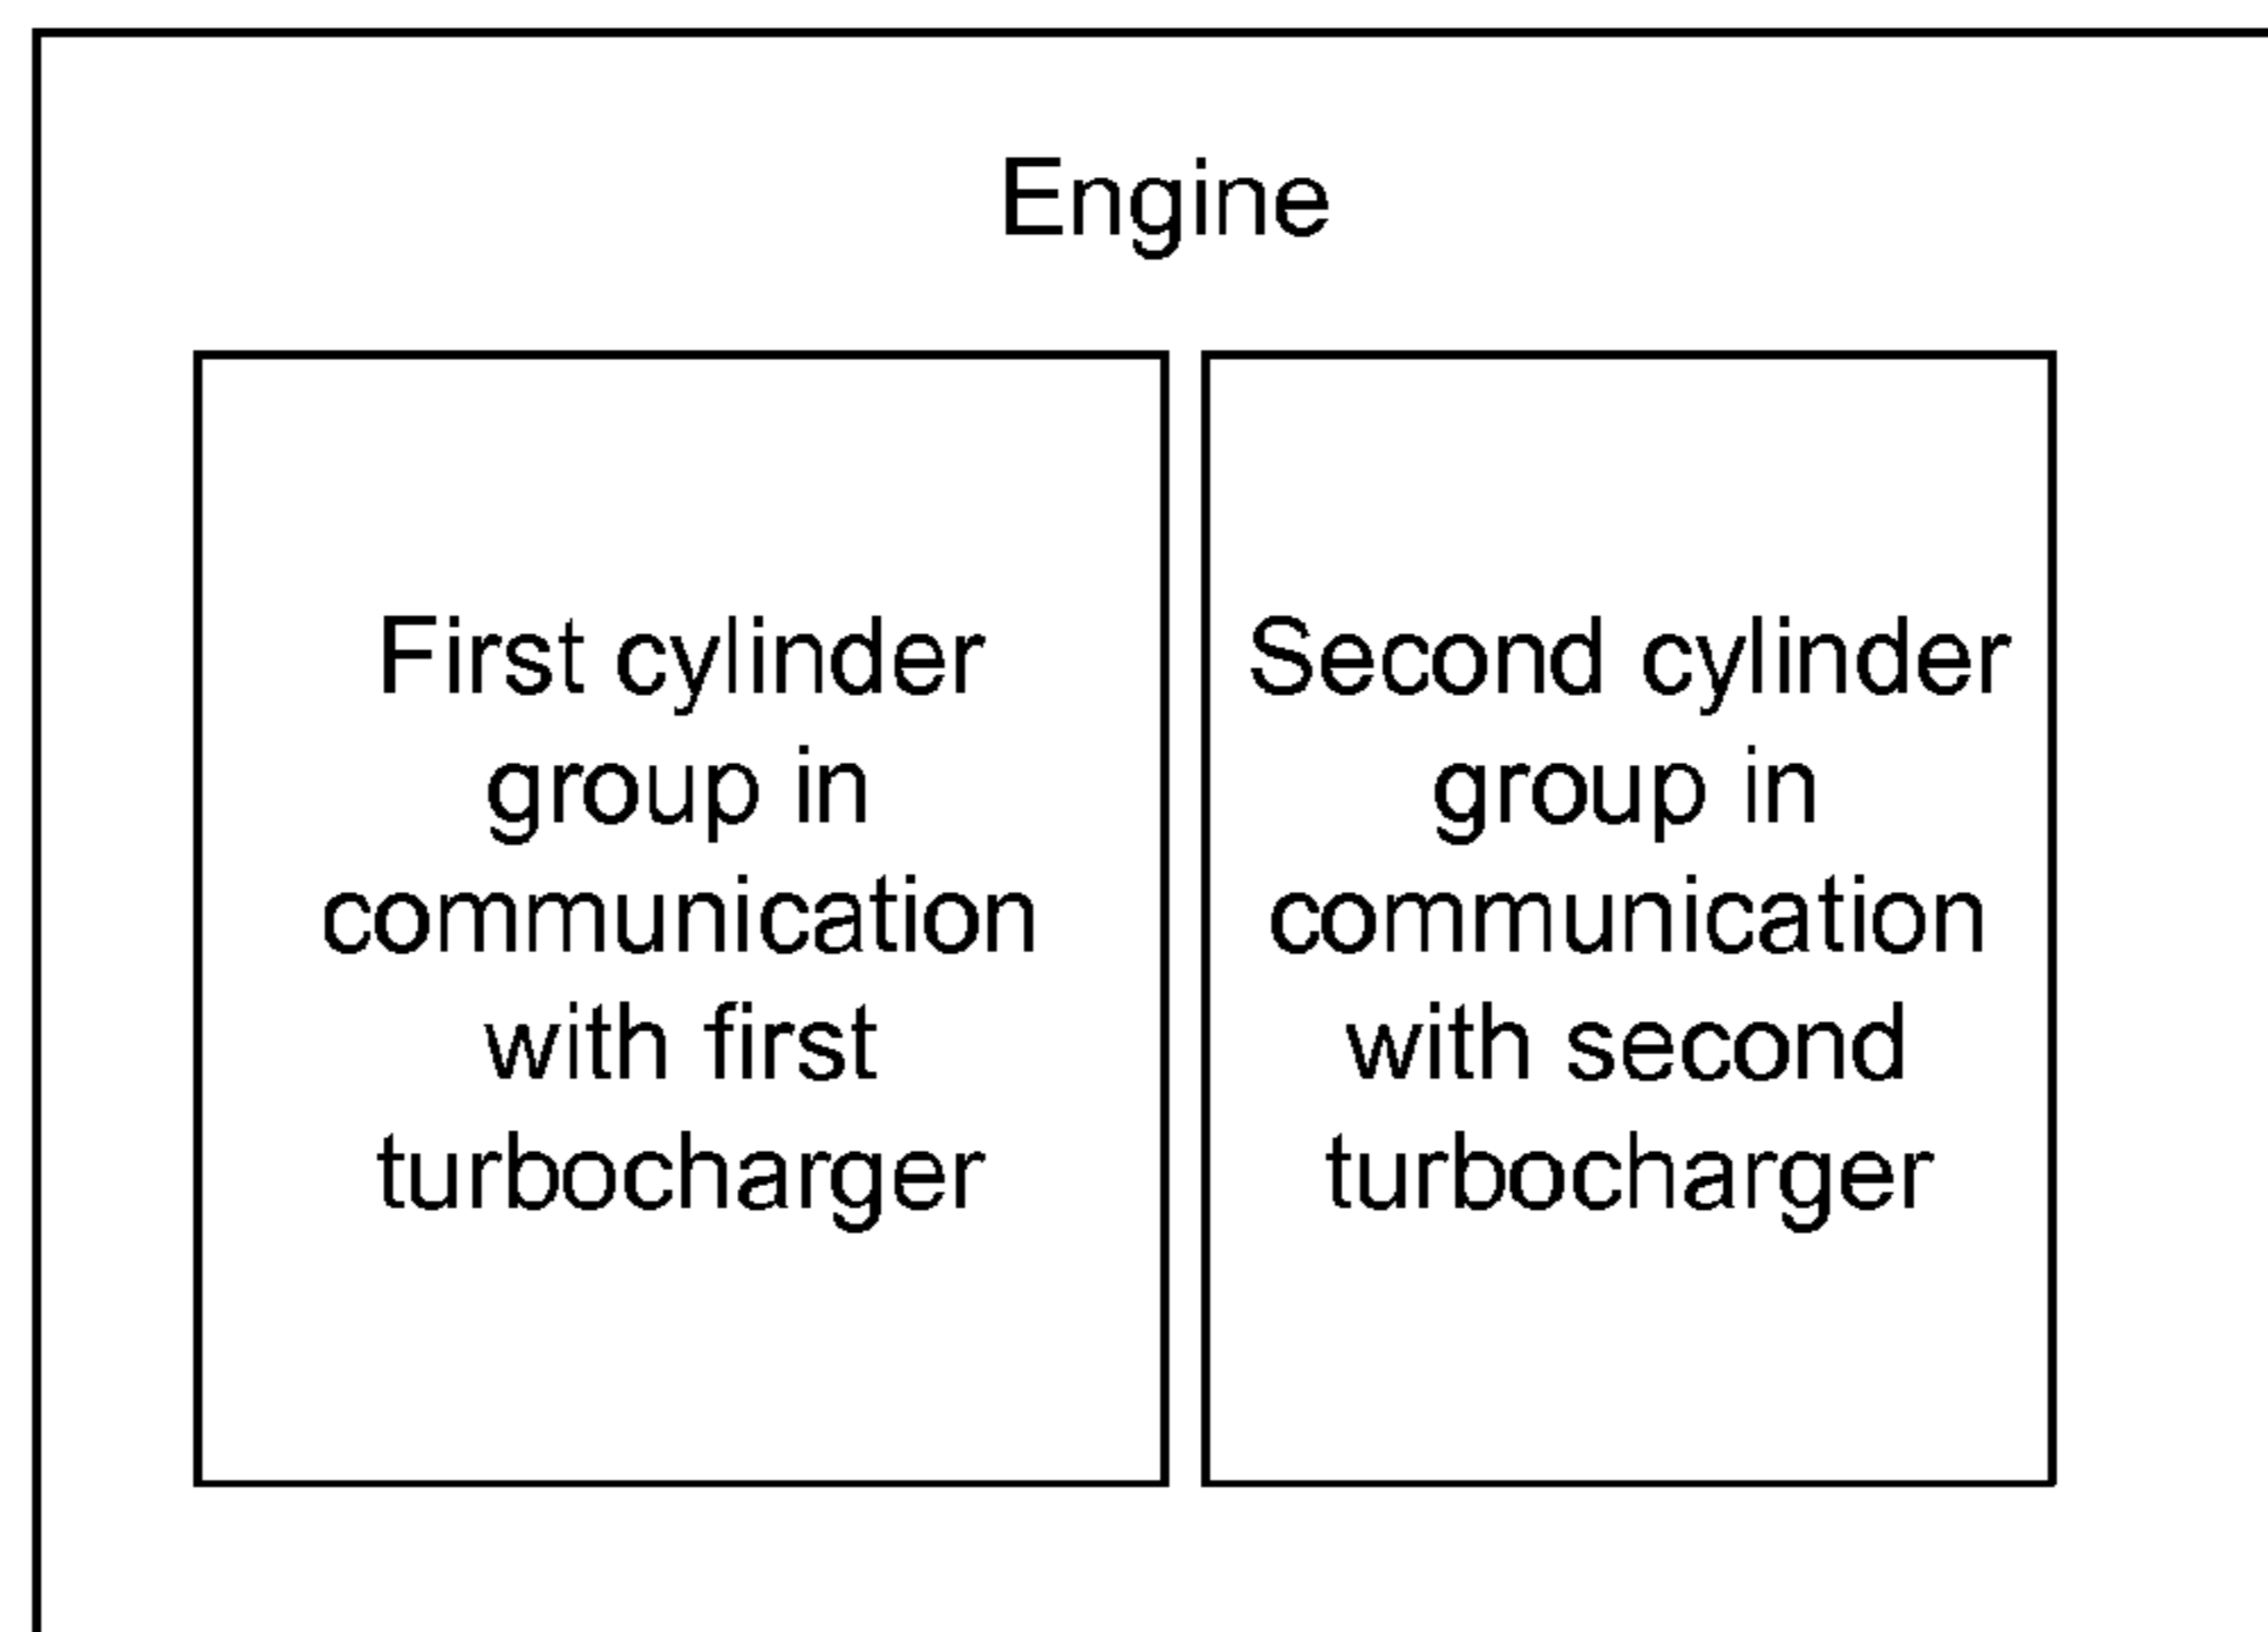 Engine
First cylinder
group in
communication
with first
turbocharger
Second cylinder
group in
communication
with second
turbocharger